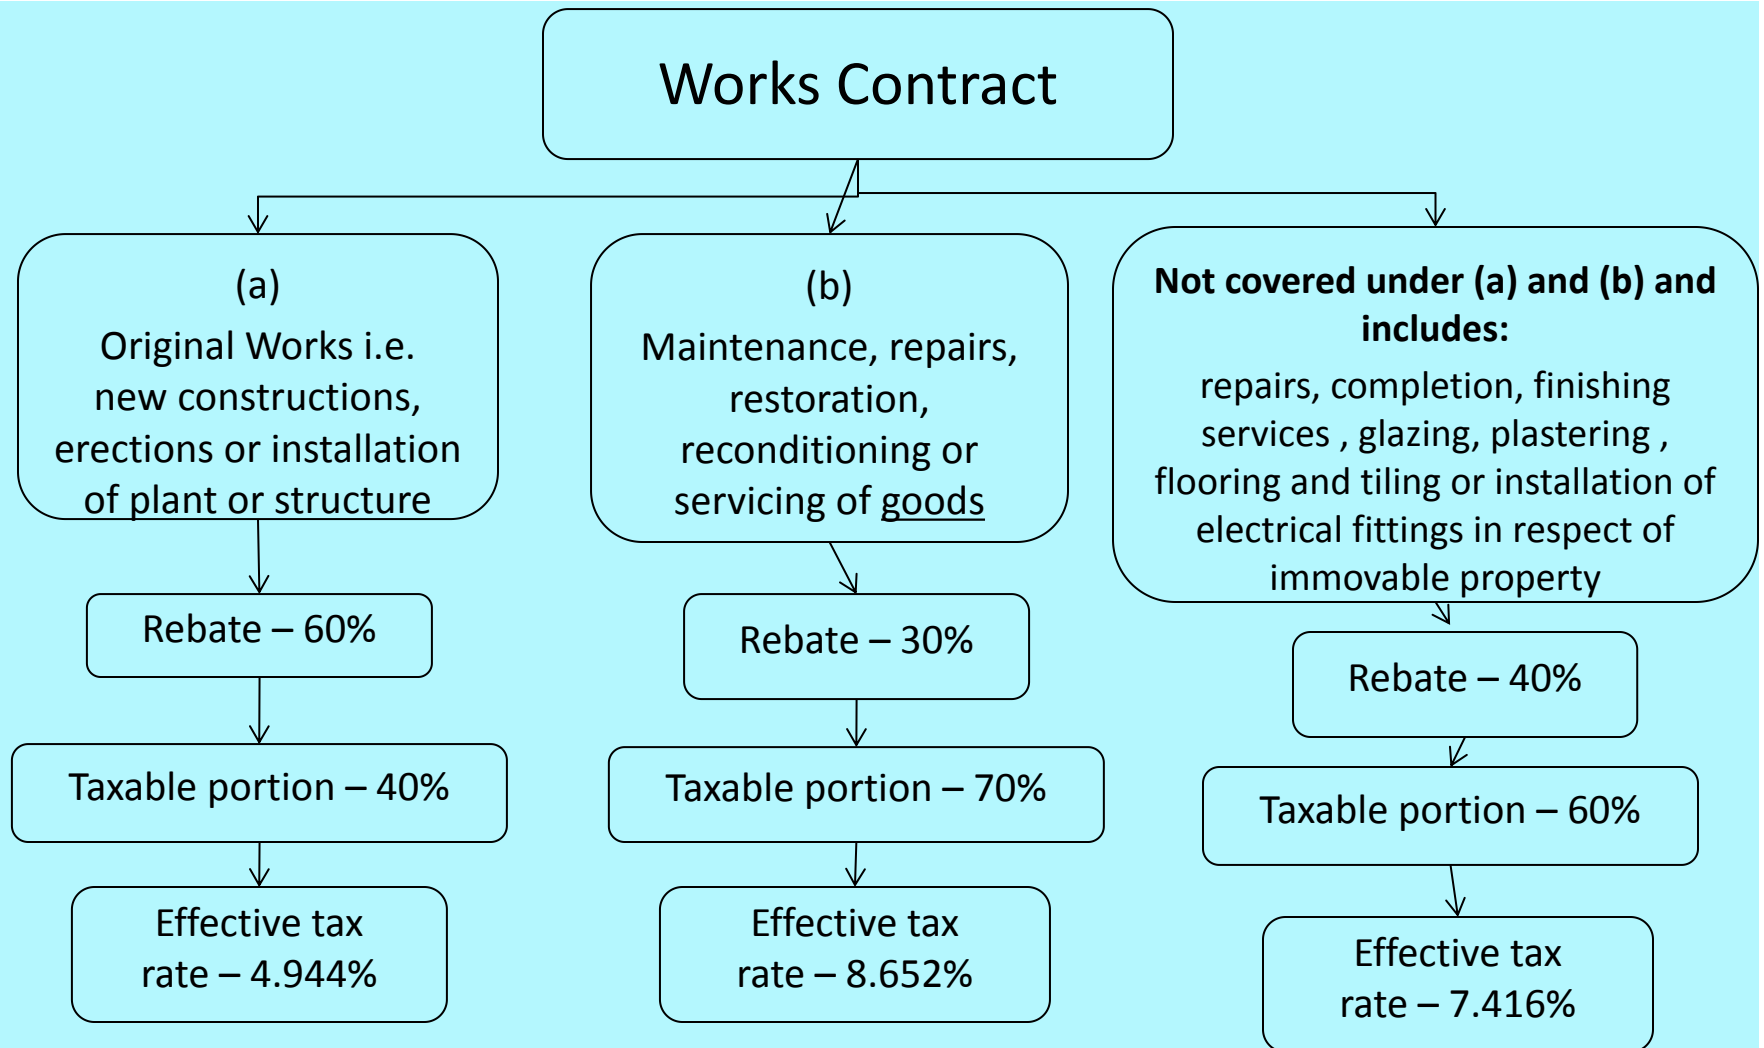 Works Contract
(a)
Original Works i.e.
new constructions,
erections or installation
of plant or structure
Rebate – 60%
Taxable portion – 40%
Effective tax
rate – 4.944%
(b)
Maintenance, repairs,
restoration,
reconditioning or
servicing of goods
Rebate – 30%
Taxable portion – 70%
Effective tax
rate – 8.652%
Not covered under (a) and (b) and
includes:
repairs, completion, finishing
services , glazing, plastering ,
flooring and tiling or installation of
electrical fittings in respect of
immovable property
Rebate – 40%
Taxable portion – 60%
Effective tax
rate – 7.416%